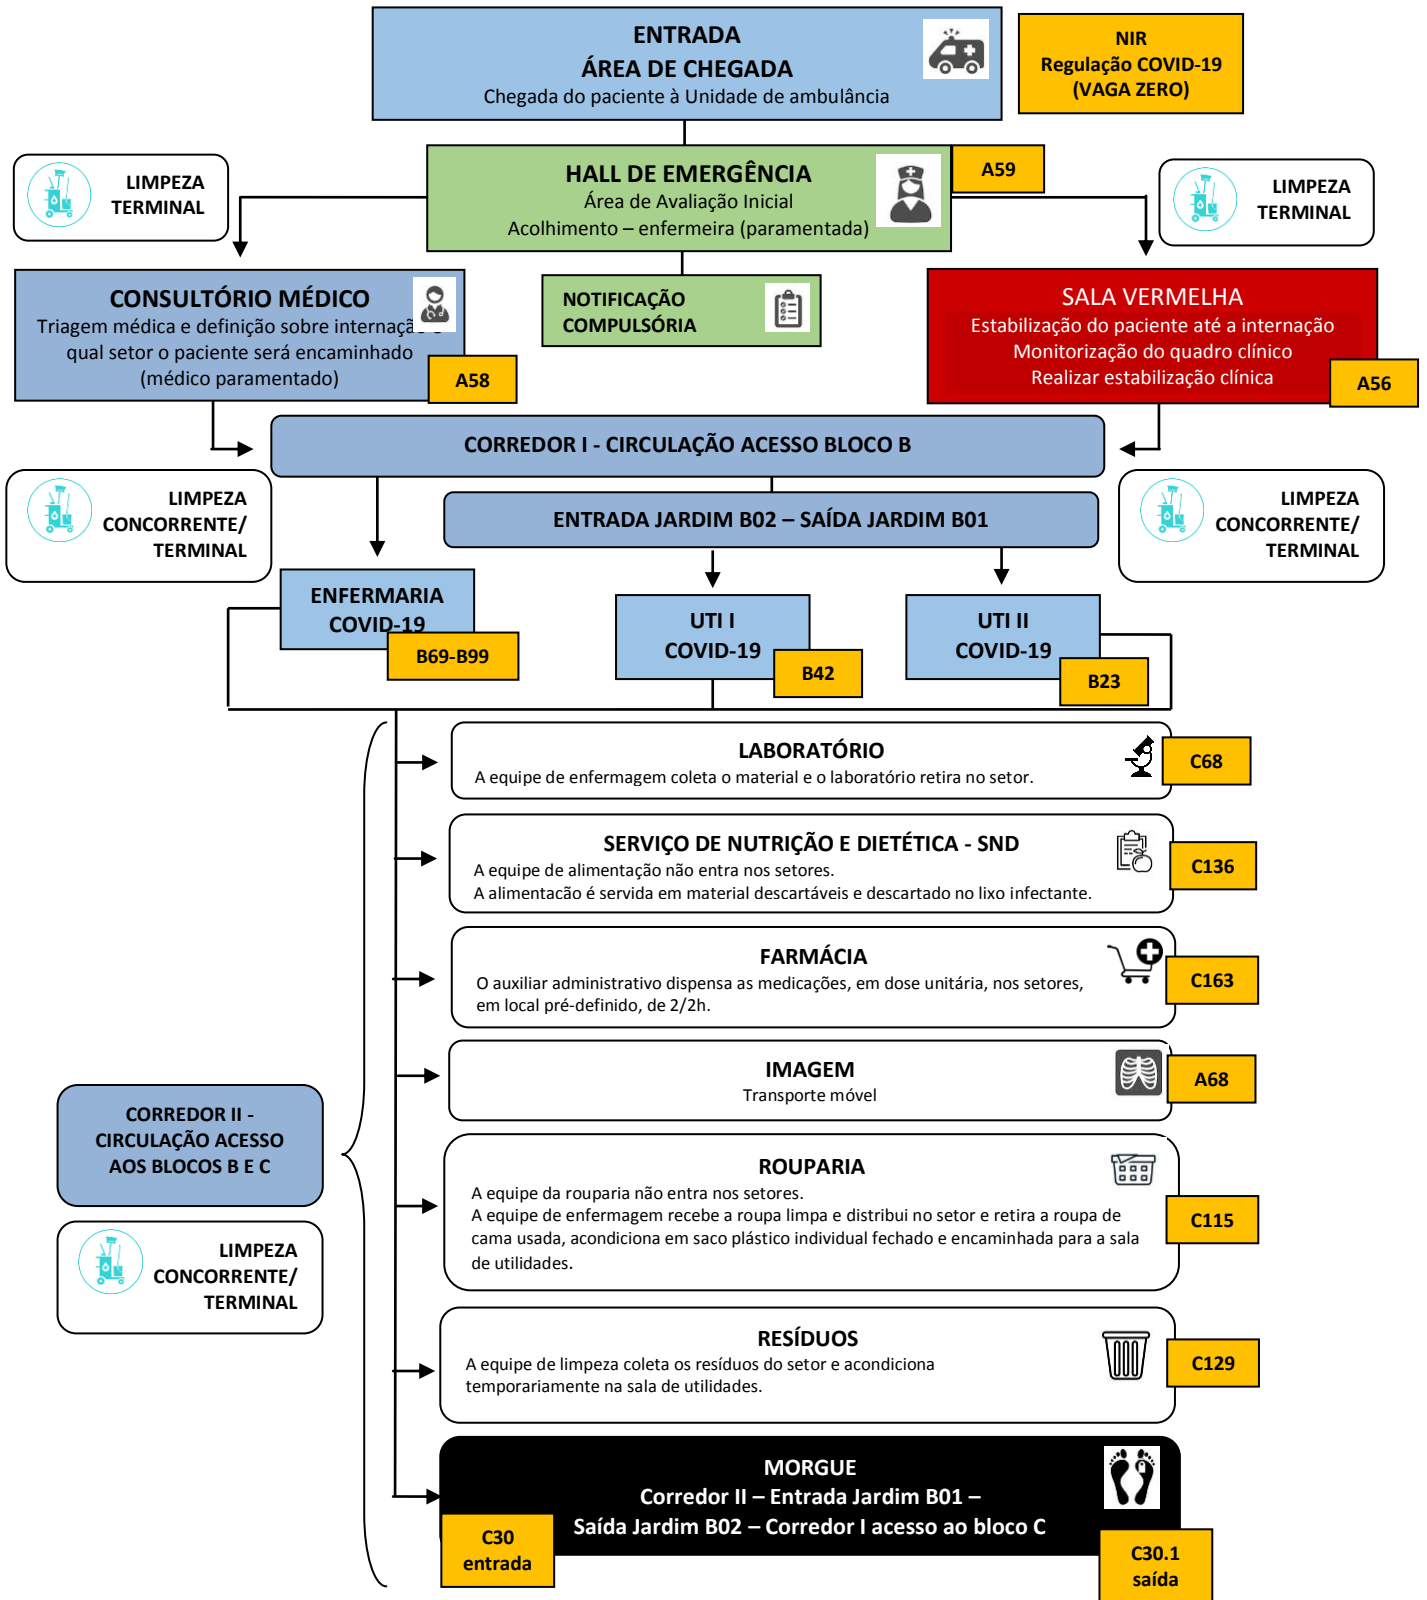 ENTRADA
ÁREA DE CHEGADA
Chegada do paciente à Unidade de ambulância
NIR
Regulação COVID-19
(VAGA ZERO)
LIMPEZA
TERMINAL
HALL DE EMERGÊNCIA
Área de Avaliação Inicial
Acolhimento – enfermeira (paramentada)
A59
LIMPEZA
TERMINAL
CONSULTÓRIO MÉDICO
Triagem médica e definição sobre internação
qual setor o paciente será encaminhado
(médico paramentado)
A58
NOTIFICAÇÃO
COMPULSÓRIA
SALA VERMELHA
Estabilização do paciente até a internação
Monitorização do quadro clínico
Realizar estabilização clínica
A56
CORREDOR I - CIRCULAÇÃO ACESSO BLOCO B
LIMPEZA
CONCORRENTE/
TERMINAL
ENTRADA JARDIM B02 – SAÍDA JARDIM B01
LIMPEZA
CONCORRENTE/
TERMINAL
ENFERMARIA
COVID-19
B69-B99
UTI I
COVID-19
B42
UTI II
COVID-19
B23
LABORATÓRIO
A equipe de enfermagem coleta o material e o laboratório retira no setor.
C68
SERVIÇO DE NUTRIÇÃO E DIETÉTICA - SND
A equipe de alimentação não entra nos setores.
A alimentacão é servida em material descartáveis e descartado no lixo infectante.
C136
FARMÁCIA
O auxiliar administrativo dispensa as medicações, em dose unitária, nos setores,
em local pré-definido, de 2/2h.
C163
IMAGEM
Transporte móvel
A68
CORREDOR II -
CIRCULAÇÃO ACESSO
AOS BLOCOS B E C
ROUPARIA
A equipe da rouparia não entra nos setores.
A equipe de enfermagem recebe a roupa limpa e distribui no setor e retira a roupa de
cama usada, acondiciona em saco plástico individual fechado e encaminhada para a sala
de utilidades.
C115
LIMPEZA
CONCORRENTE/
TERMINAL
RESÍDUOS
A equipe de limpeza coleta os resíduos do setor e acondiciona
temporariamente na sala de utilidades.
C129
MORGUE
Corredor II – Entrada Jardim B01 –
Saída Jardim B02 – Corredor I acesso ao bloco C
C30
entrada
C30.1
saída